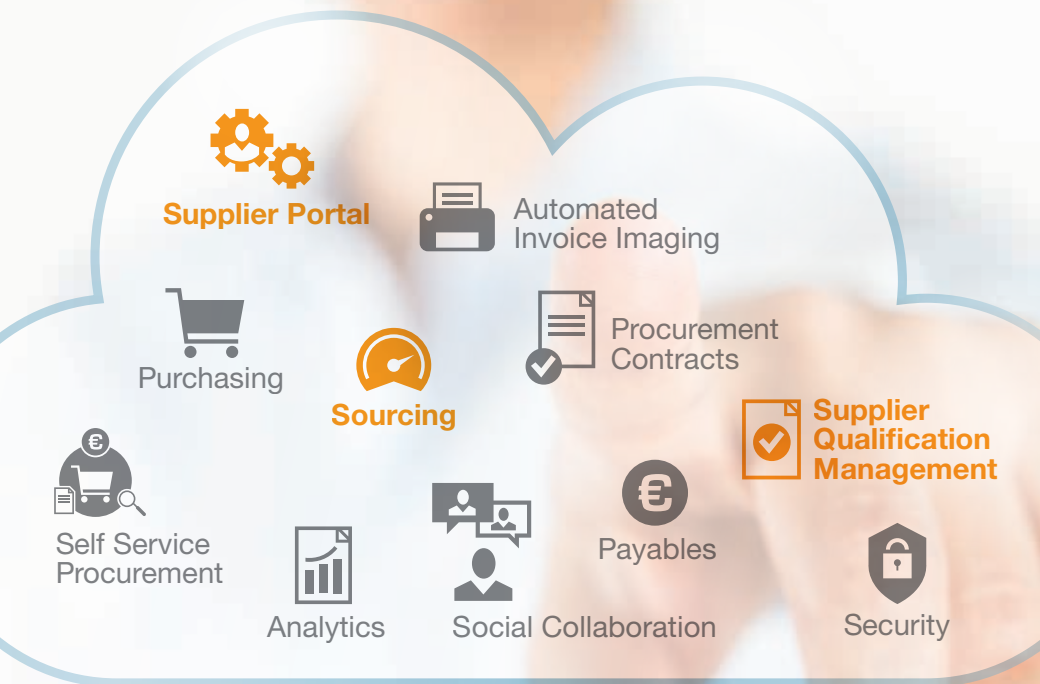 Supplier Portal
Automated
Invoice Imaging
Purchasing
Sourcing
Procurement
Contracts
Supplier
Qualification
Management
€
Self Service
Procurement
Analytics
Social Collaboration
€
Payables
Security